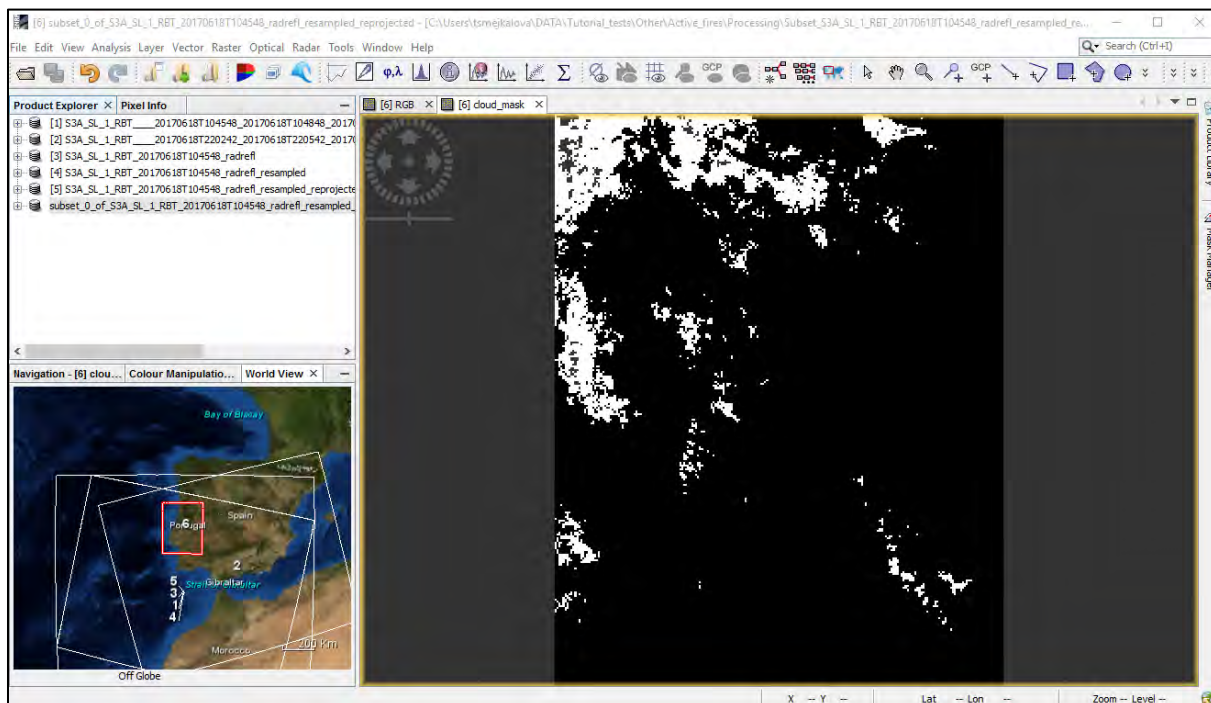 [6] subset_0_of_S3A_SL_1_RBT_20170618T104548_radrefl_resampled_reprojected - [C:\Users\tsmejkalova\DATA\Tutorial_tests\Other\Active_fires\Processing\Subset_S3A_SL_1_RBT_20170618T104548_radrefl_resampled_re...
File Edit View Analysis Layer Vector Raster Optical Radar Tools Window Help
Search (Ctrl+I)
φ,λ Σ GCP GCP
Product Explorer Pixel Info
[6] RGB [6] cloud_mask
[1] S3A_SL_1_RBT____20170618T104548_20170618T104848_2017
[2] S3A_SL_1_RBT____20170618T220242_20170618T220542_2017
[3] S3A_SL_1_RBT_20170618T104548_radrefl
[4] S3A_SL_1_RBT_20170618T104548_radrefl_resampled
[5] S3A_SL_1_RBT_20170618T104548_radrefl_resampled_reprojecte
subset_0_of_S3A_SL_1_RBT_20170618T104548_radrefl_resampled_
Product Library
Mask Manager
Navigation - [6] clou... Colour Manipulatio... World View
Bay of Biscay
Portugal
6
Spain
2
5
Strait of Gibraltar
Gibraltar
3
1
4
Morocco
200 Km
Off Globe
X -- Y -- Lat -- Lon -- Zoom -- Level --